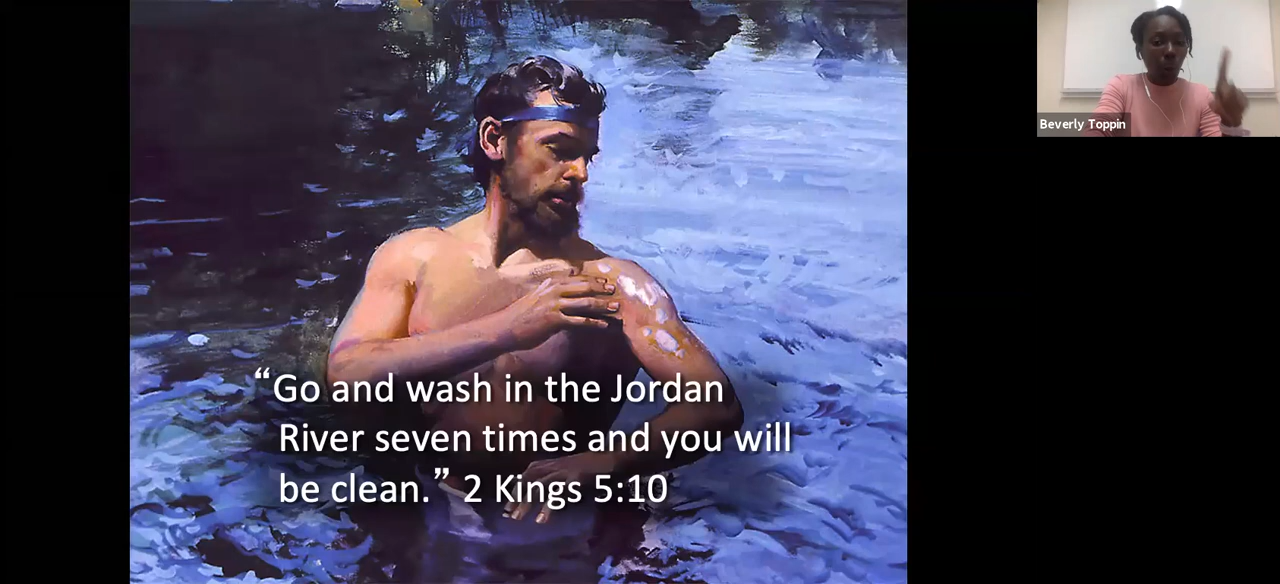 “Go and wash in the Jordan
River seven times and you will
be clean.” 2 Kings 5:10
Beverly Toppin